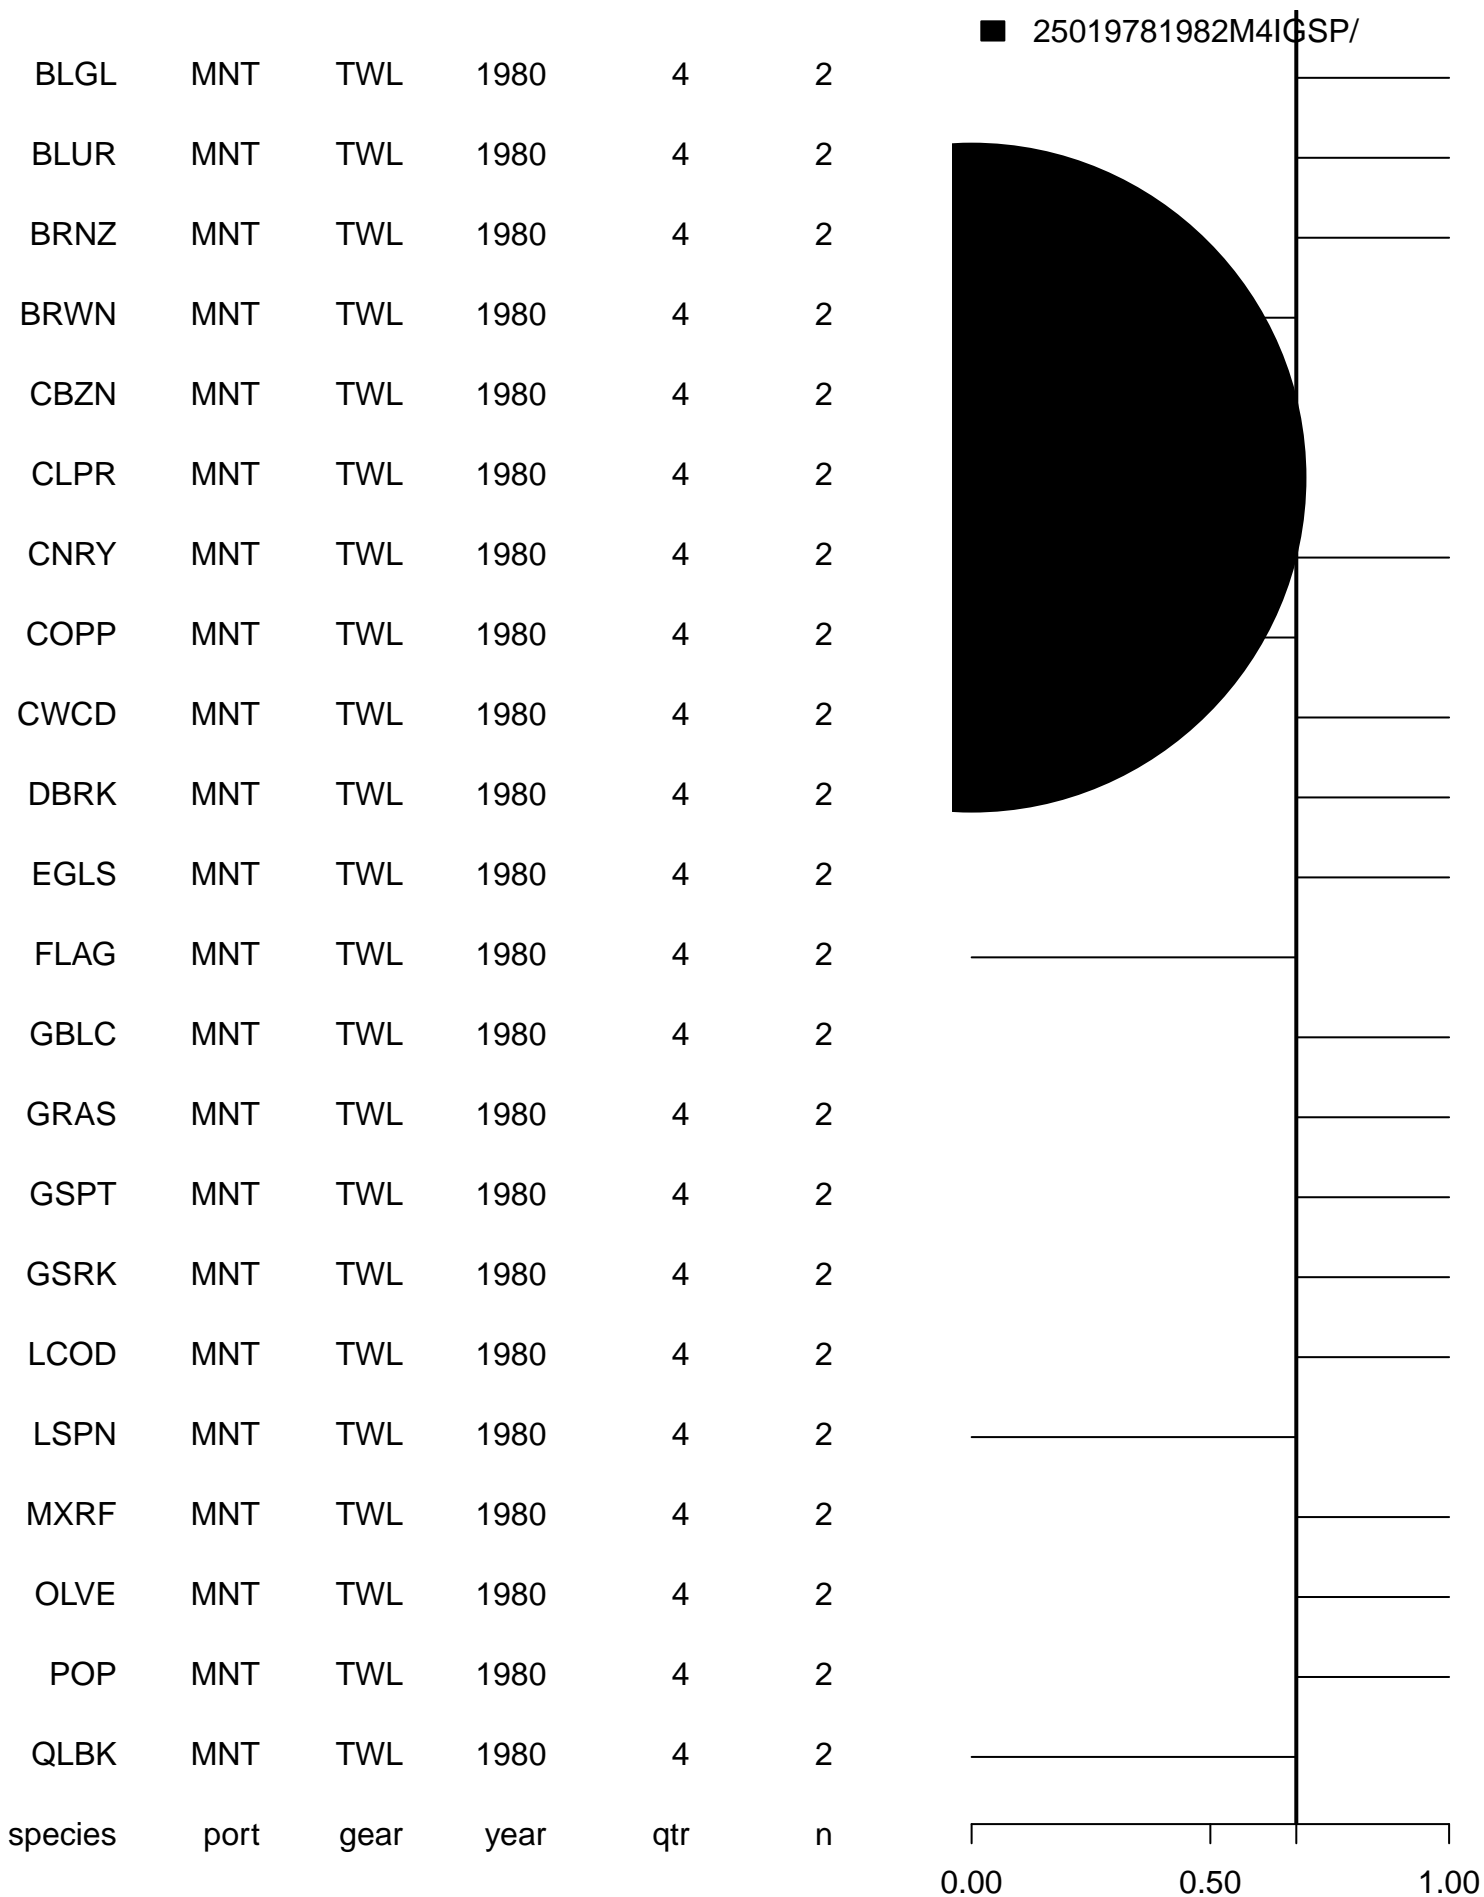 25019781982M4IGSP/
BLGL MNT TWL 1980 4 2
BLUR MNT TWL 1980 4 2
BRNZ MNT TWL 1980 4 2
BRWN MNT TWL 1980 4 2
CBZN MNT TWL 1980 4 2
CLPR MNT TWL 1980 4 2
CNRY MNT TWL 1980 4 2
COPP MNT TWL 1980 4 2
CWCD MNT TWL 1980 4 2
DBRK MNT TWL 1980 4 2
EGLS MNT TWL 1980 4 2
FLAG MNT TWL 1980 4 2
GBLC MNT TWL 1980 4 2
GRAS MNT TWL 1980 4 2
GSPT MNT TWL 1980 4 2
GSRK MNT TWL 1980 4 2
LCOD MNT TWL 1980 4 2
LSPN MNT TWL 1980 4 2
MXRF MNT TWL 1980 4 2
OLVE MNT TWL 1980 4 2
POP MNT TWL 1980 4 2
QLBK MNT TWL 1980 4 2
species port gear year qtr n
0.00 0.50 1.00